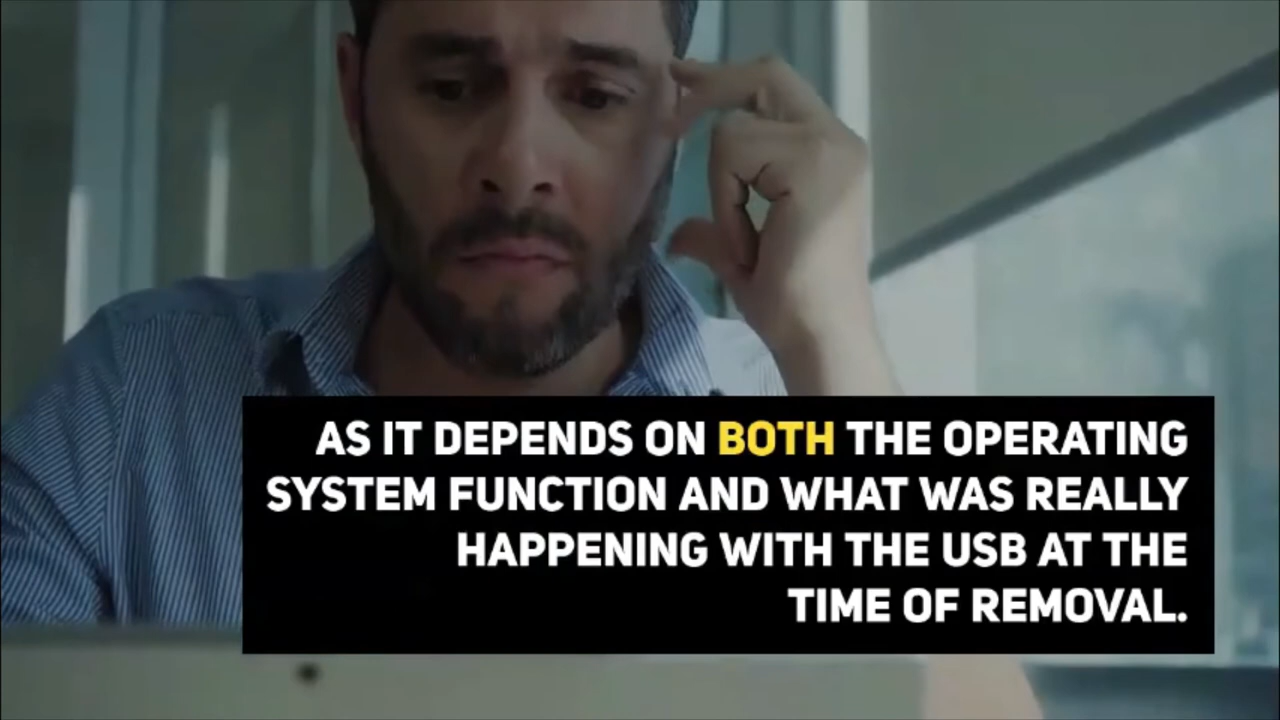 AS IT DEPENDS ON BOTH THE OPERATING
SYSTEM FUNCTION AND WHAT WAS REALLY
HAPPENING WITH THE USB AT THE
TIME OF REMOVAL.